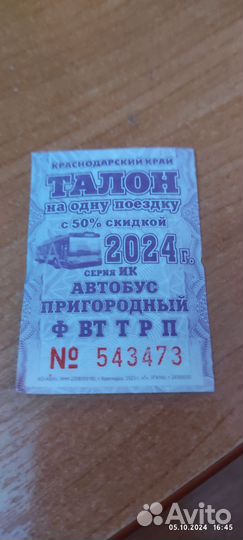 КРАСНОДАРСКИЙ КРАЙ
ТАЛОН
на одну поездку
с 50% скидкой
2024 г.
серия ИК
АВТОБУС
ПРИГОРОДНЫЙ
Ф ВТ Т Р П
№ 543473
05.10.2024 • 16:45
Avito